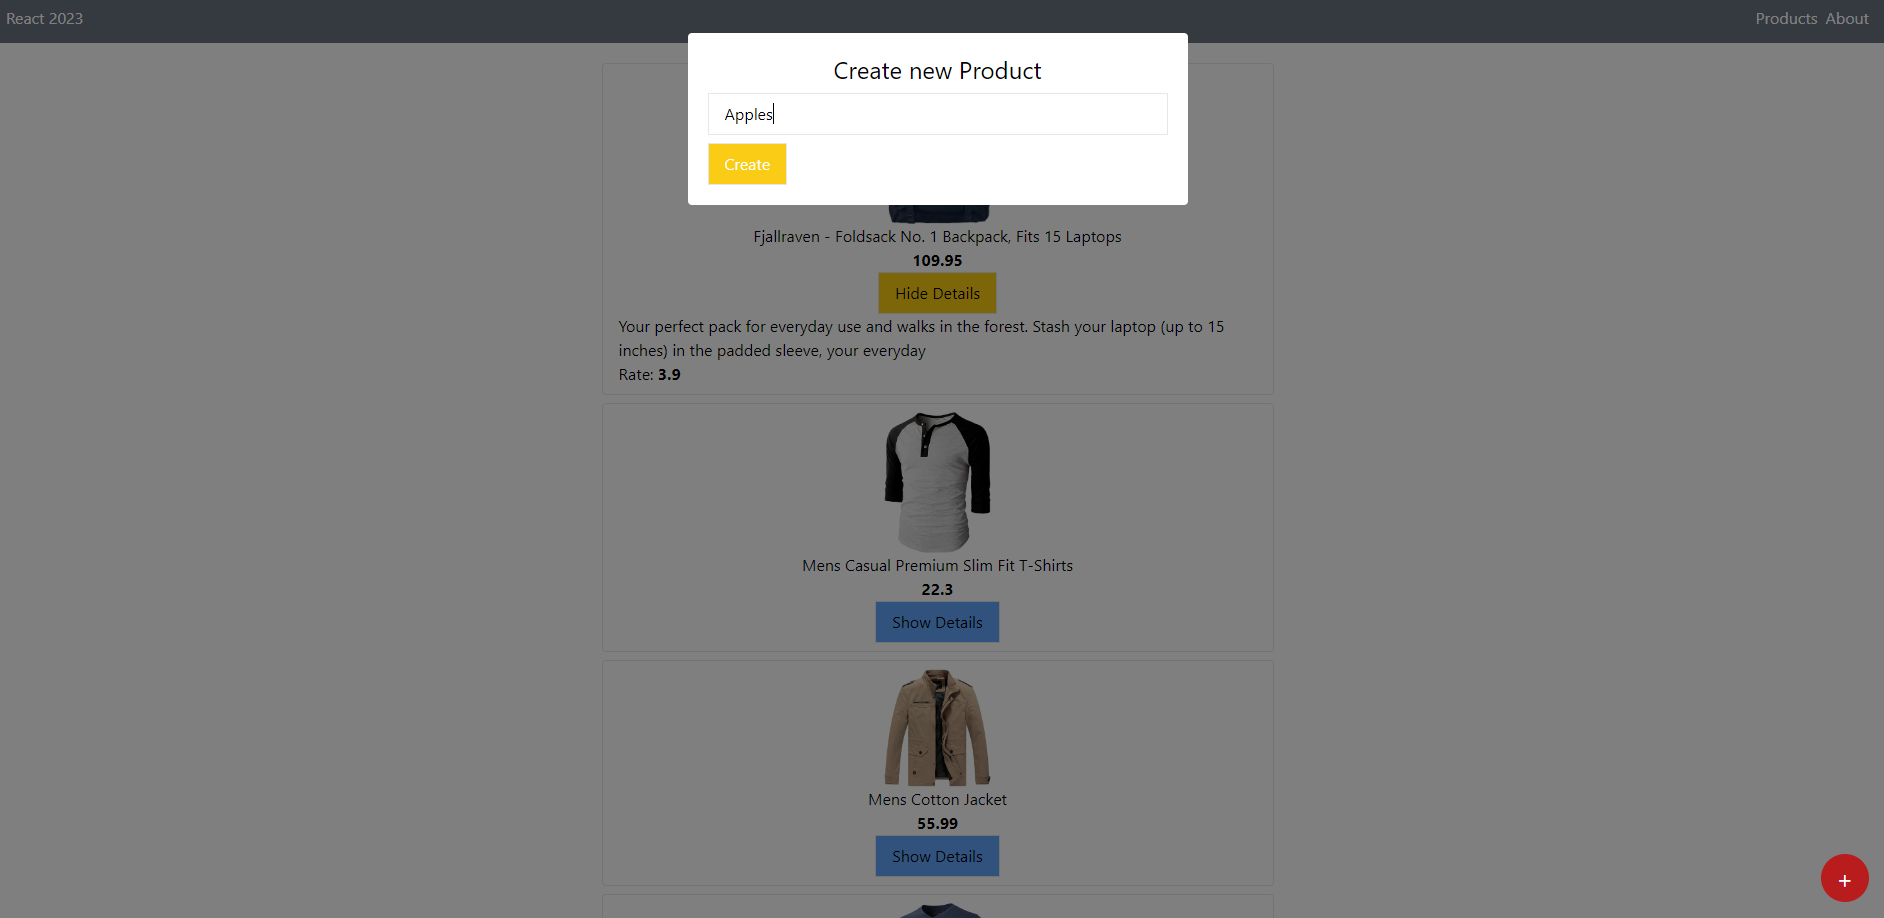 React 2023
Products About
Create new Product
Apples
Create
Fjallraven - Foldsack No. 1 Backpack, Fits 15 Laptops
109.95
Hide Details
Your perfect pack for everyday use and walks in the forest. Stash your laptop (up to 15
inches) in the padded sleeve, your everyday
Rate: 3.9
Mens Casual Premium Slim Fit T-Shirts
22.3
Show Details
Mens Cotton Jacket
55.99
Show Details
+